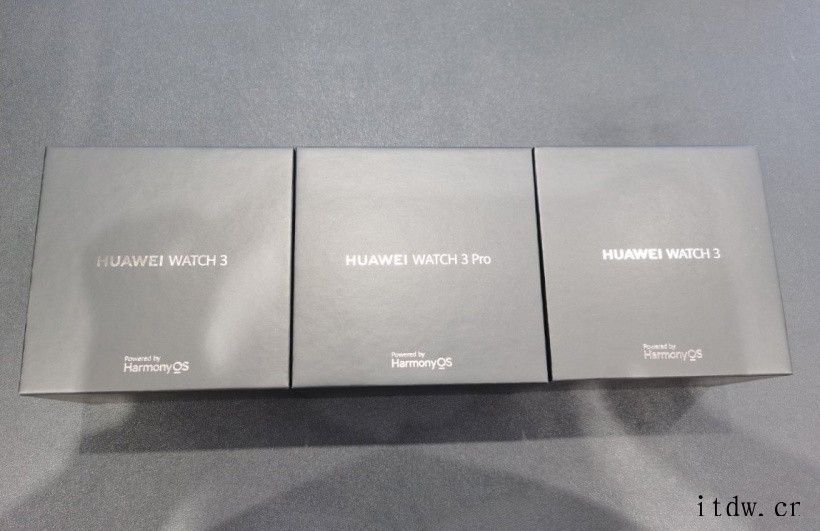 HUAWEI WATCH 3
Powered by
HarmonyOS
HUAWEI WATCH 3 Pro
Powered by
HarmonyOS
HUAWEI WATCH 3
Powered by
HarmonyOS
itdw.cr